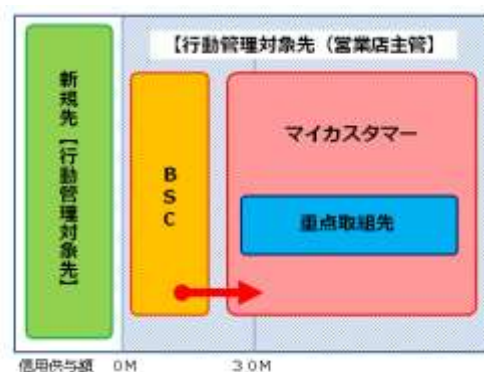 【行動管理対象先（営業店主管】
新規先【行動管理対象先】
BSC
マイカスタマー
重点取組先
信用供与額 0M 30M